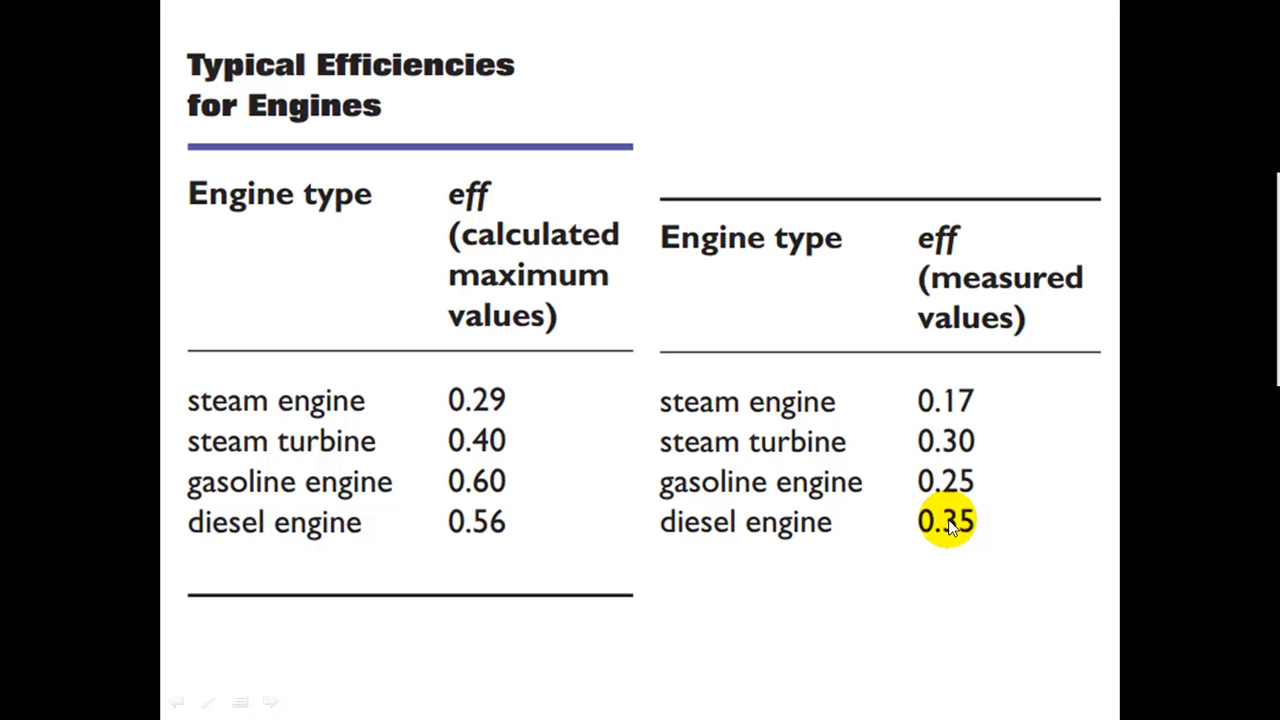 Typical Efficiencies
for Engines
Engine type eff
(calculated
maximum
values)
steam engine 0.29
steam turbine 0.40
gasoline engine 0.60
diesel engine 0.56
Engine type eff
(measured
values)
steam engine 0.17
steam turbine 0.30
gasoline engine 0.25
diesel engine 0.35